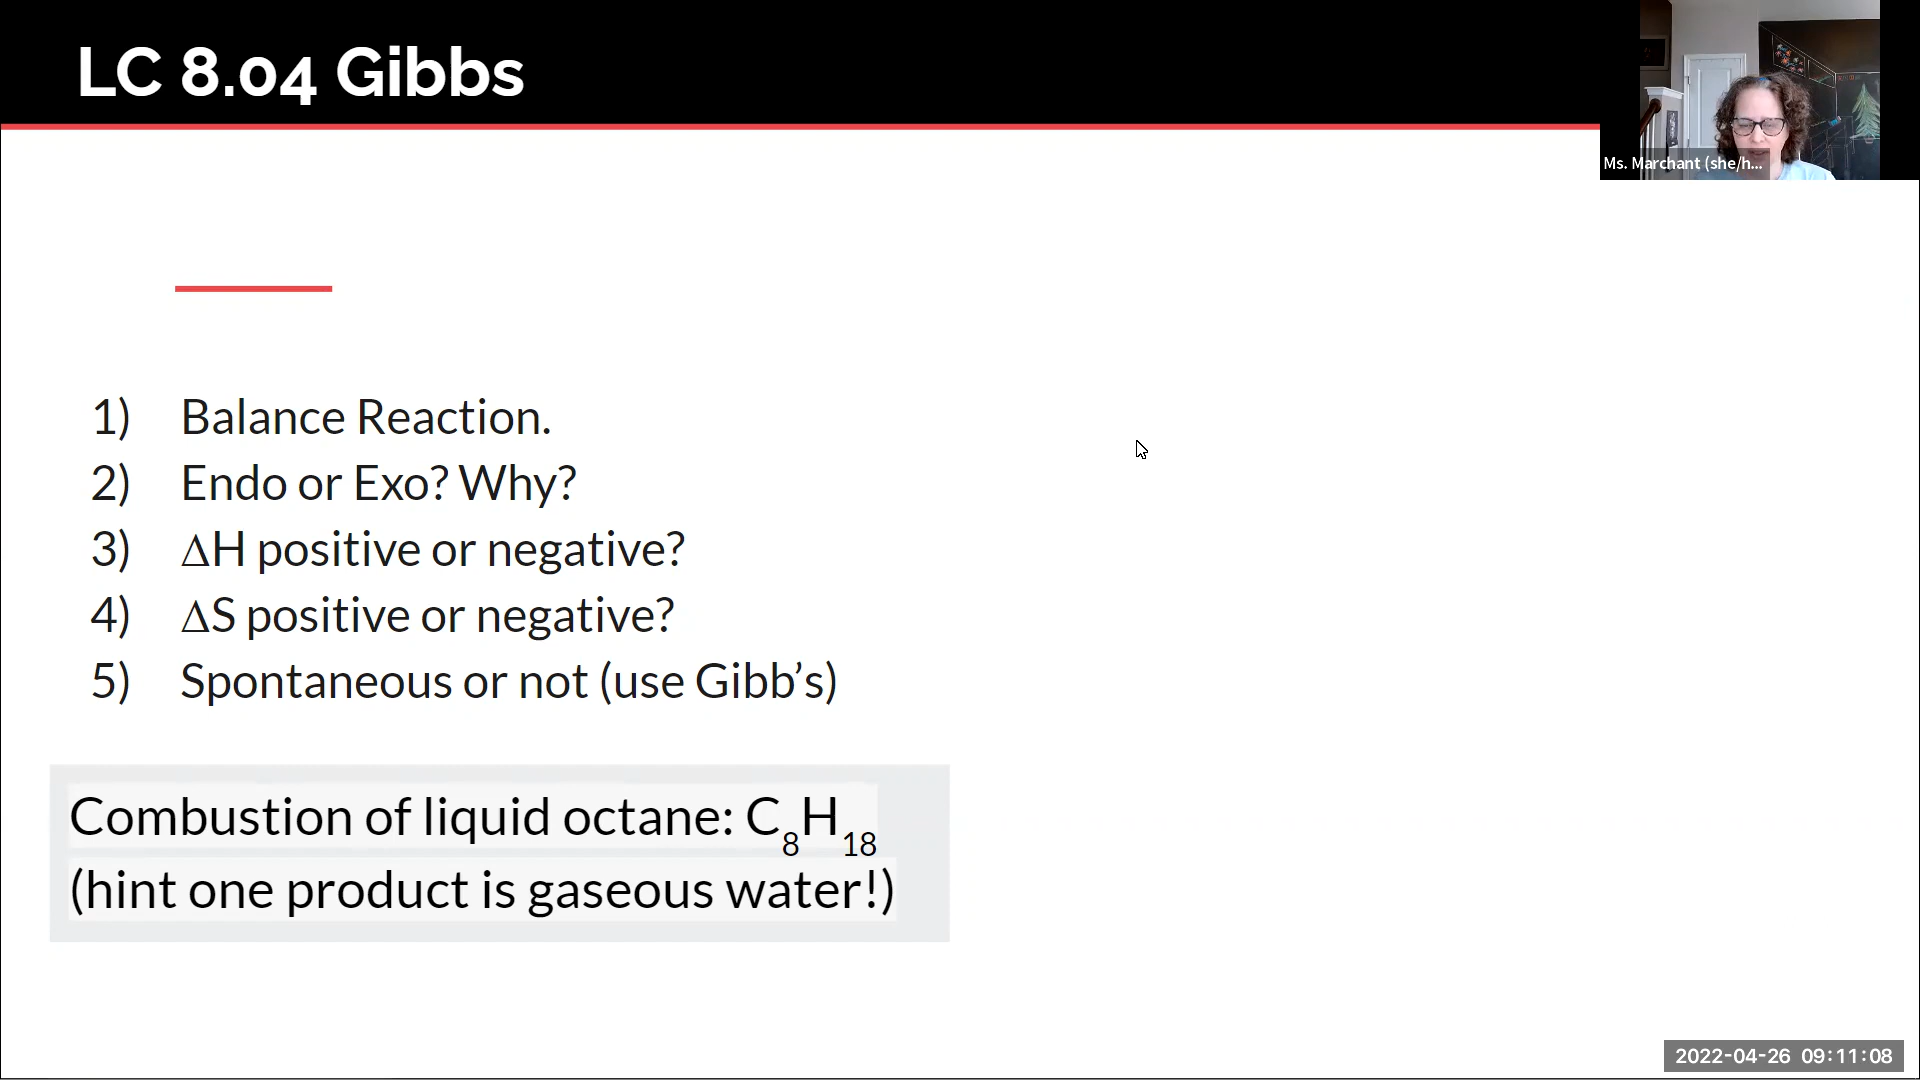 LC 8.04 Gibbs
Ms. Marchant (she/h...
1) Balance Reaction.
2) Endo or Exo? Why?
3) ΔH positive or negative?
4) ΔS positive or negative?
5) Spontaneous or not (use Gibb’s)
Combustion of liquid octane: C₈H₁₈
(hint one product is gaseous water!)
2022-04-26 09:11:08